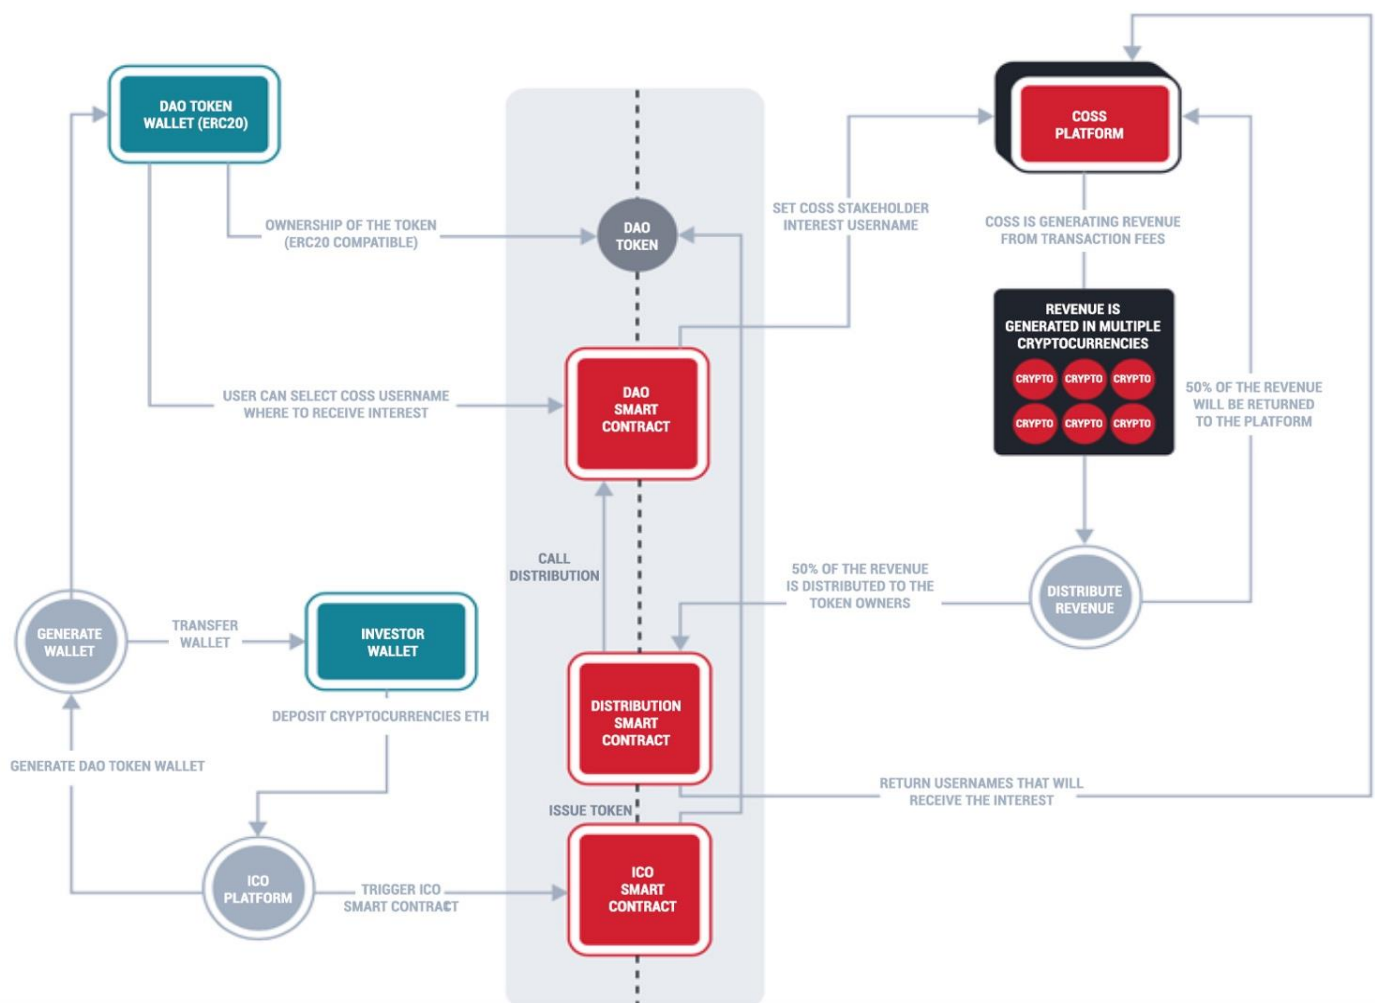 DAO TOKEN
WALLET (ERC20)
COSS
PLATFORM
OWNERSHIP OF THE TOKEN
(ERC20 COMPATIBLE)
DAO
TOKEN
SET COSS STAKEHOLDER
INTEREST USERNAME
COSS IS GENERATING REVENUE
FROM TRANSACTION FEES
REVENUE IS
GENERATED IN MULTIPLE
CRYPTOCURRENCIES
CRYPTO CRYPTO CRYPTO
CRYPTO CRYPTO CRYPTO
50% OF THE REVENUE
WILL BE RETURNED
TO THE PLATFORM
USER CAN SELECT COSS USERNAME
WHERE TO RECEIVE INTEREST
DAO
SMART
CONTRACT
CALL
DISTRIBUTION
50% OF THE REVENUE
IS DISTRIBUTED TO THE
TOKEN OWNERS
DISTRIBUTE
REVENUE
GENERATE
WALLET
TRANSFER
WALLET
INVESTOR
WALLET
DEPOSIT CRYPTOCURRENCIES ETH
DISTRIBUTION
SMART
CONTRACT
GENERATE DAO TOKEN WALLET
RETURN USERNAMES THAT WILL
RECEIVE THE INTEREST
ISSUE TOKEN
ICO
PLATFORM
TRIGGER ICO
SMART CONTRACT
ICO
SMART
CONTRACT